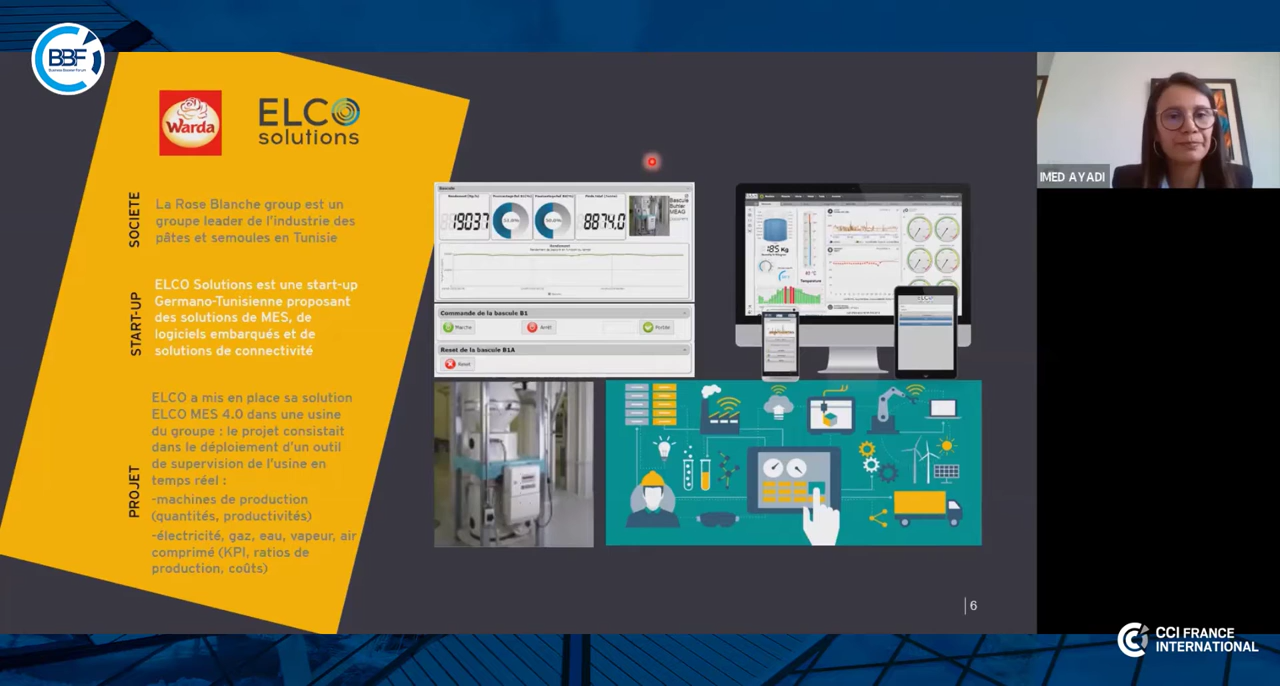 BBF
Warda
ELCO
solutions
SOCIETE
La Rose Blanche group est un
groupe leader de l'industrie des
pâtes et semoules en Tunisie
START-UP
ELCO Solutions est une start-up
Germano-Tunisienne proposant
des solutions de MES, de
logiciels embarqués et de
solutions de connectivité
PROJET
ELCO a mis en place sa solution
ELCO MES 4.0 dans une usine
du groupe : le projet consistait
dans le déploiement d'un outil
de supervision de l'usine en
temps réel :
-machines de production
(quantités, productivités)
-électricité, gaz, eau, vapeur, air
comprimé (KPI, ratios de
production, coûts)
Bascule
19037
8874.0
Commande de la bascule B1
Marche
Arrêt
Reset de la bascule B1A
Reset
185 Kg
Temperature
IMED AYADI
6
CCI FRANCE
INTERNATIONAL